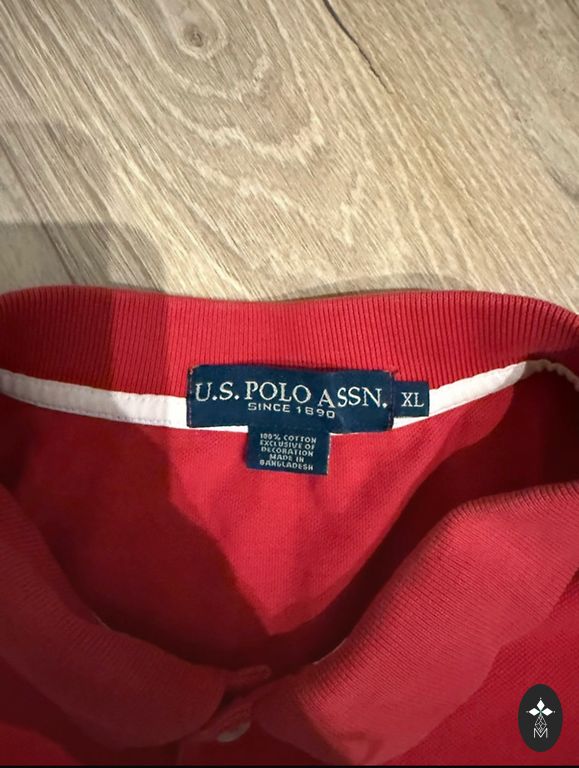 U.S. POLO ASSN.
SINCE 1890
XL
100% COTTON
EXCLUSIVE OF
DECORATION
MADE IN
BANGLADESH
M